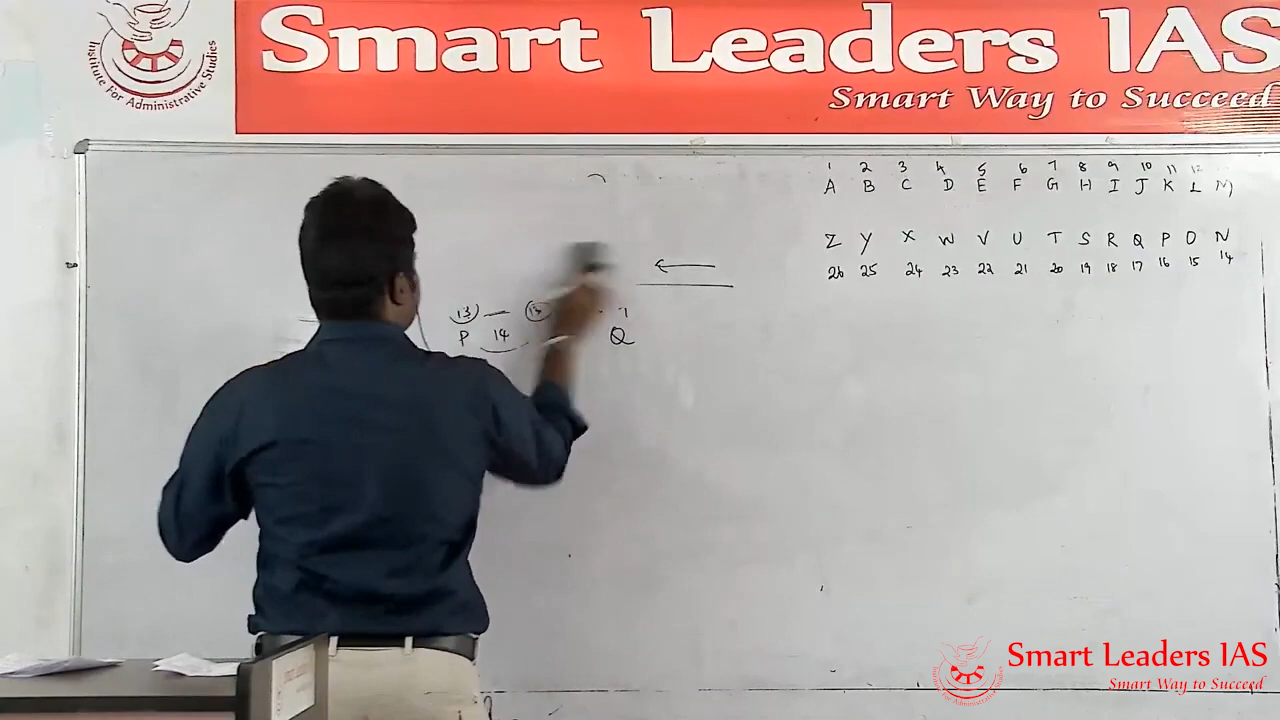 Institute For Administrative Studies
Smart Leaders IAS
Smart Way to Succeed
1 2 3 4 5 6 7 8 9 10 11 12
A B C D E F G H I J K L M
Z Y X W V U T S R Q P O N
26 25 24 23 22 21 20 19 18 17 16 15 14
13 —
P 14 Q
Smart Leaders IAS
Smart Way to Succeed